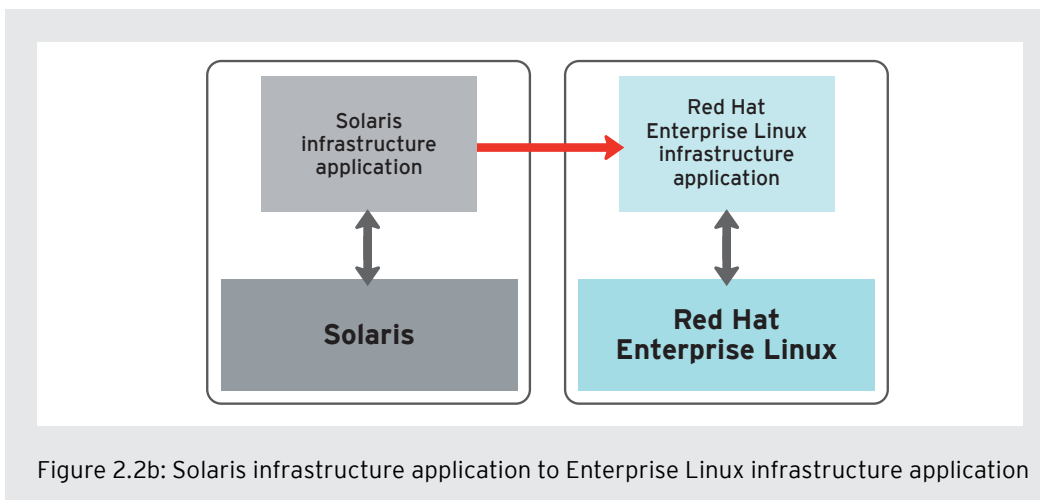 Solaris
infrastructure
application
Red Hat
Enterprise Linux
infrastructure
application
Solaris
Red Hat
Enterprise Linux
Figure 2.2b: Solaris infrastructure application to Enterprise Linux infrastructure application